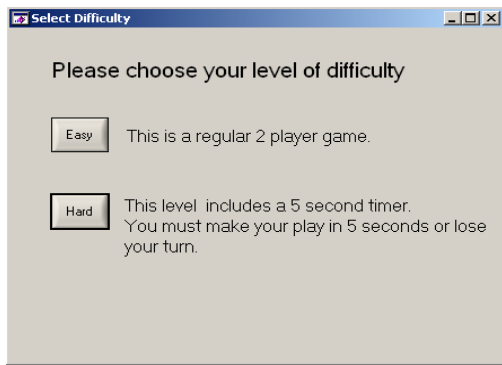 Select Difficulty
Please choose your level of difficulty
Easy
This is a regular 2 player game.
Hard
This level includes a 5 second timer.
You must make your play in 5 seconds or lose
your turn.